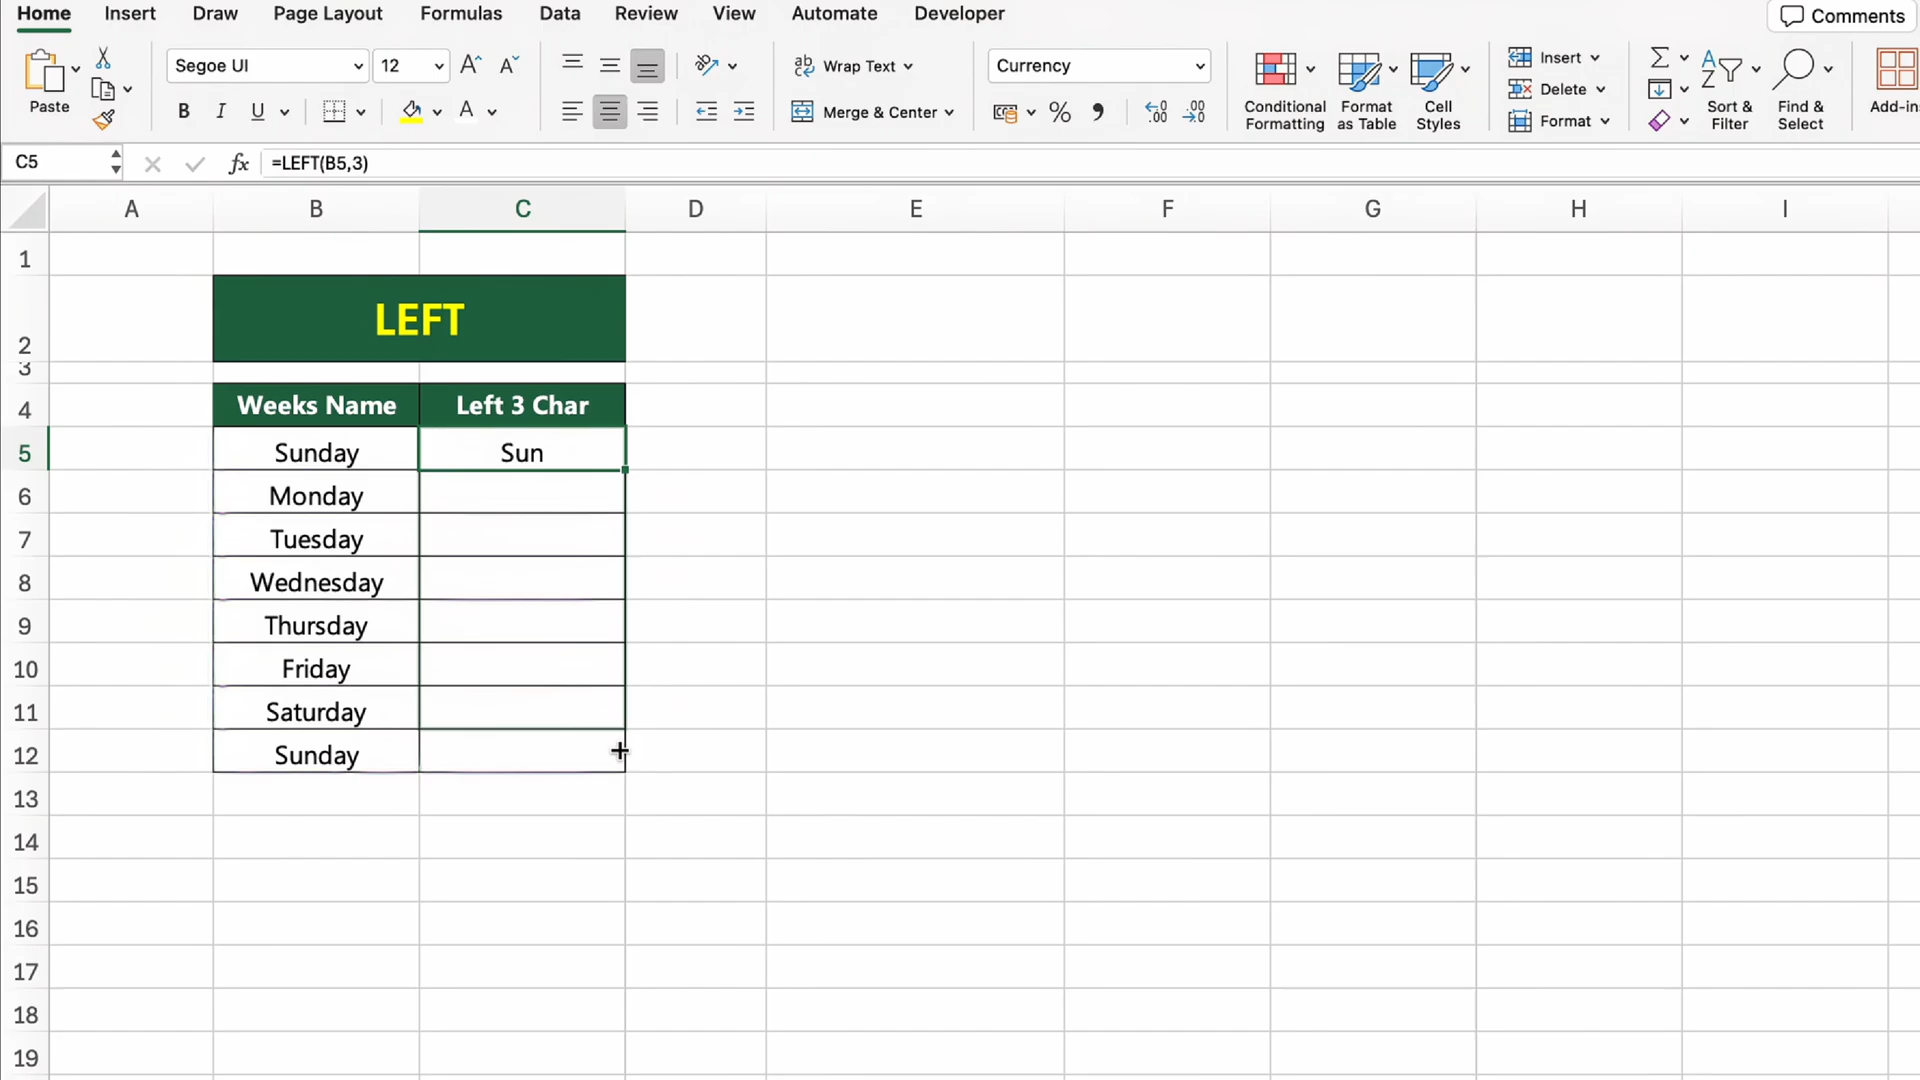 Home Insert Draw Page Layout Formulas Data Review View Automate Developer Comments
Paste Segoe UI 12 A A Wrap Text Currency Insert
B I U A Merge & Center % Conditional Formatting Format as Table Cell Styles Delete Format Sort & Filter Find & Select Add-in
C5 fx =LEFT(B5,3)
A B C D E F G H I
1
2 LEFT
3
4 Weeks Name Left 3 Char
5 Sunday Sun
6 Monday
7 Tuesday
8 Wednesday
9 Thursday
10 Friday
11 Saturday
12 Sunday
13
14
15
16
17
18
19